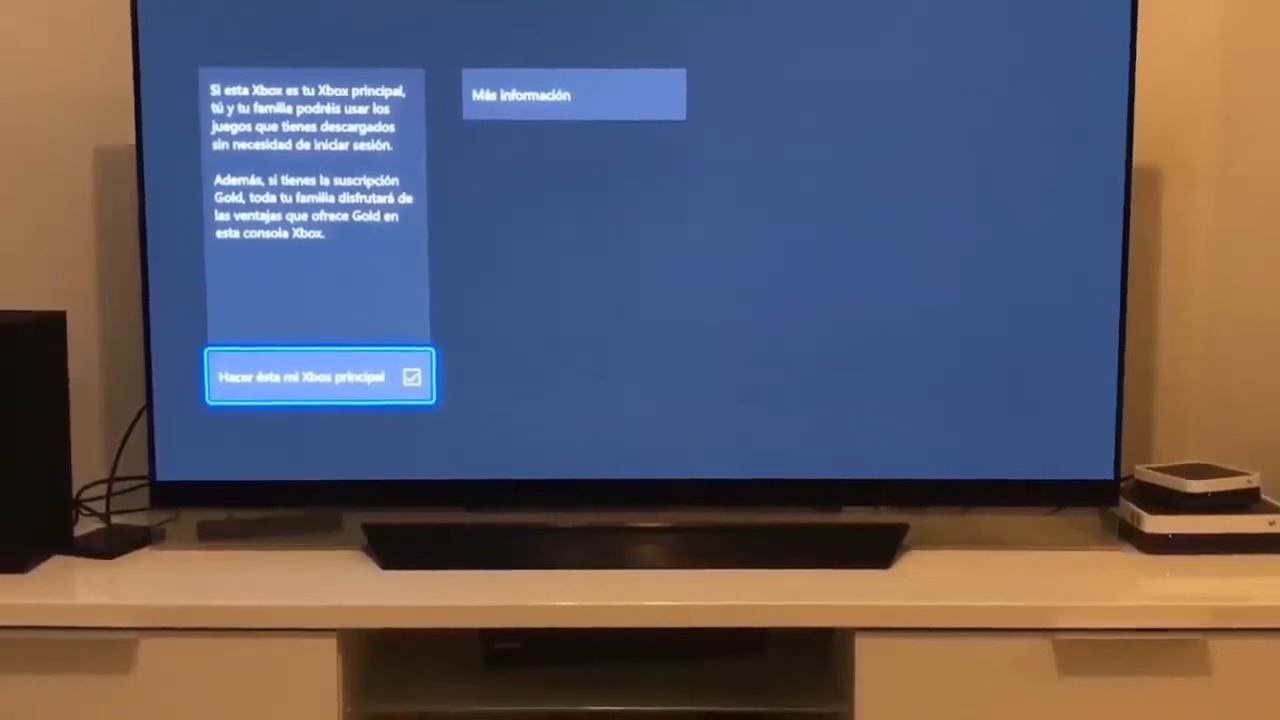 Si esta Xbox es tu Xbox principal,
tú y tu familia podréis usar los
juegos que tienes descargados
sin necesidad de iniciar sesión.
Además, si tienes la suscripción
Gold, toda tu familia disfrutará de
las ventajas que ofrece Gold en
esta consola Xbox.
Hacer ésta mi Xbox principal
Más información